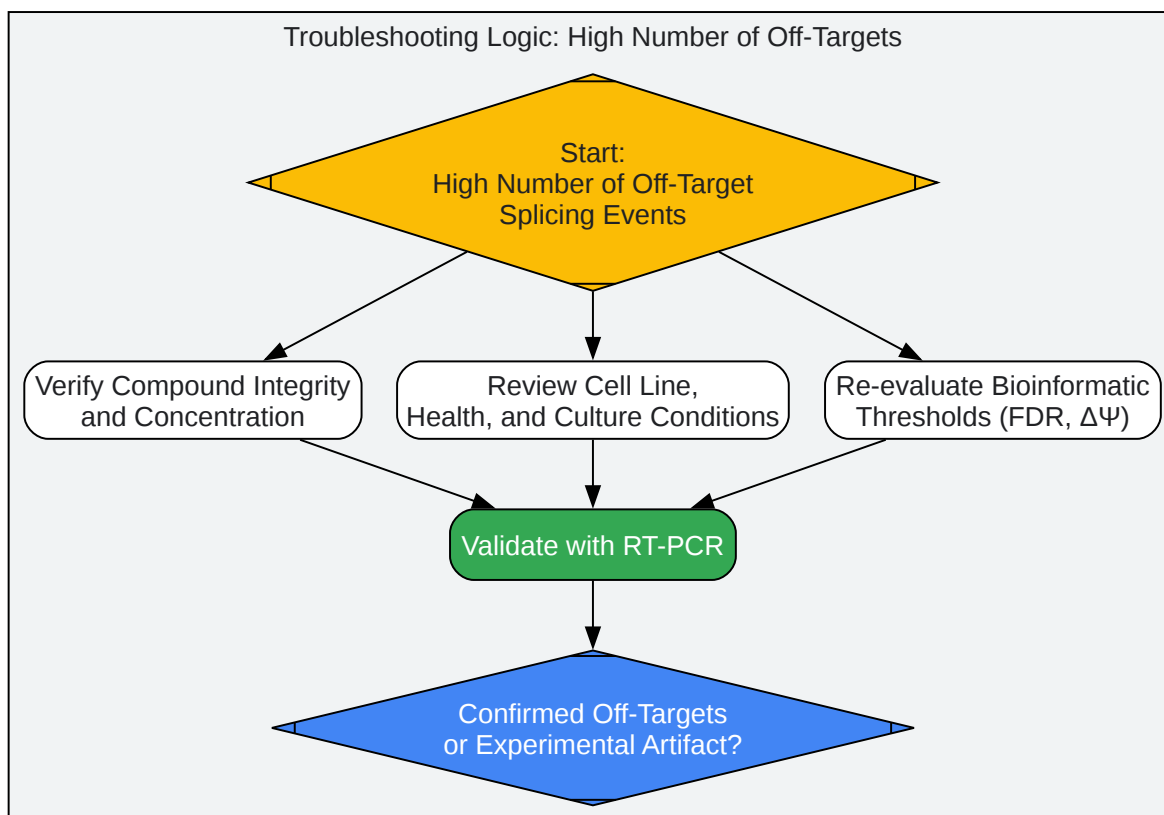 Troubleshooting Logic: High Number of Off-Targets
Start:
High Number of Off-Target
Splicing Events
Verify Compound Integrity
and Concentration
Review Cell Line,
Health, and Culture Conditions
Re-evaluate Bioinformatic
Thresholds (FDR, ΔΨ)
Validate with RT-PCR
Confirmed Off-Targets
or Experimental Artifact?